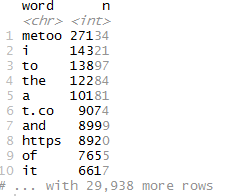 word n
<chr> <int>
1 metoo 27134
2 i 14321
3 to 13897
4 the 12284
5 a 10181
6 t.co 9074
7 and 8999
8 https 8920
9 of 7655
10 it 6617
# ... with 29,938 more rows